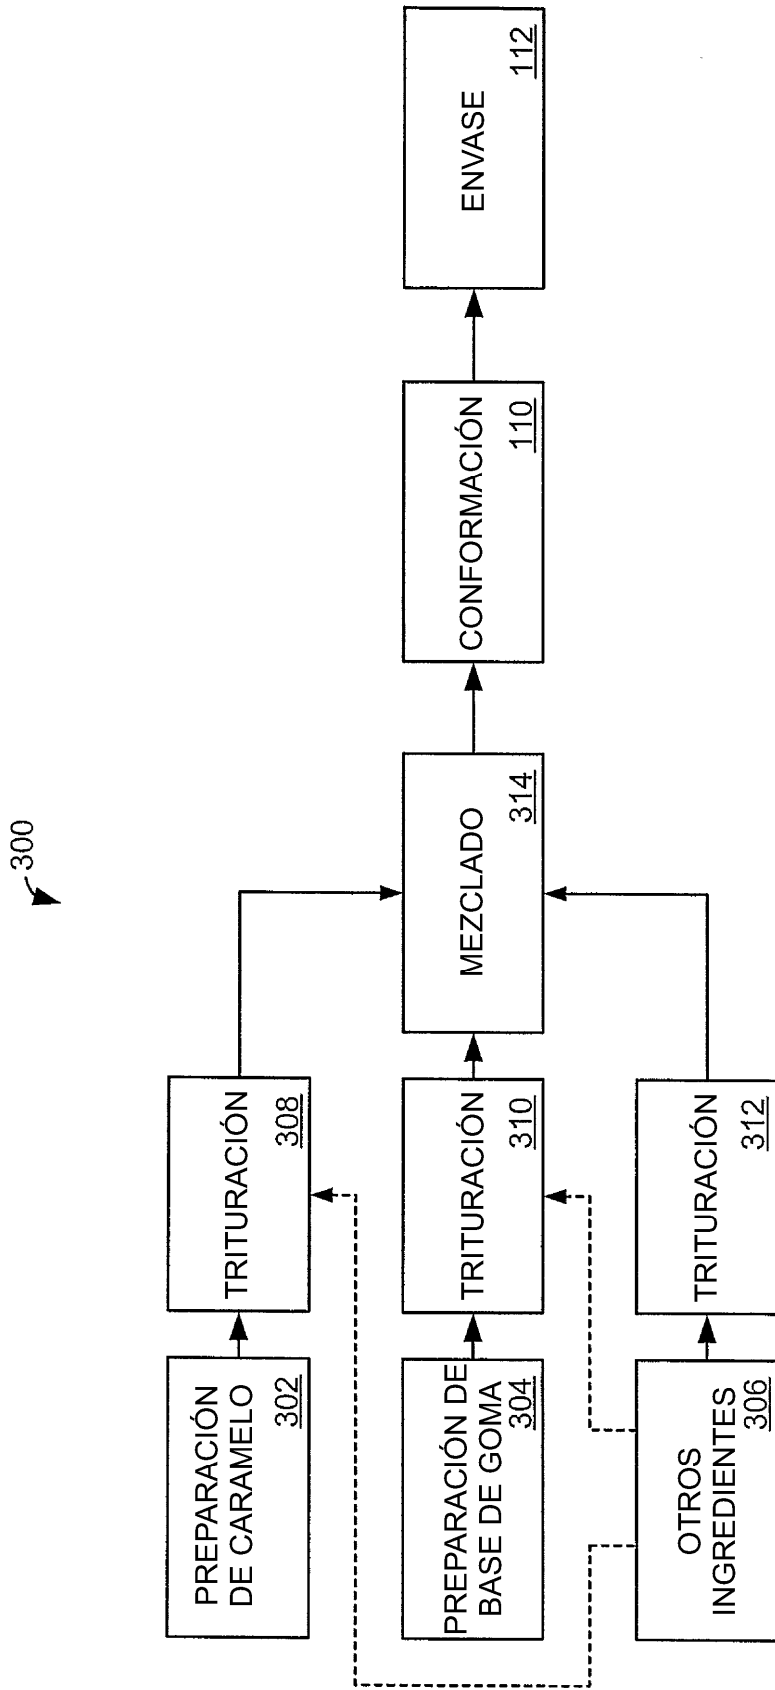 300
PREPARACIÓN
DE CARAMELO
302
TRITURACIÓN
308
PREPARACIÓN DE
BASE DE GOMA
304
TRITURACIÓN
310
MEZCLADO
314
CONFORMACIÓN
110
ENVASE
112
OTROS
INGREDIENTES
306
TRITURACIÓN
312